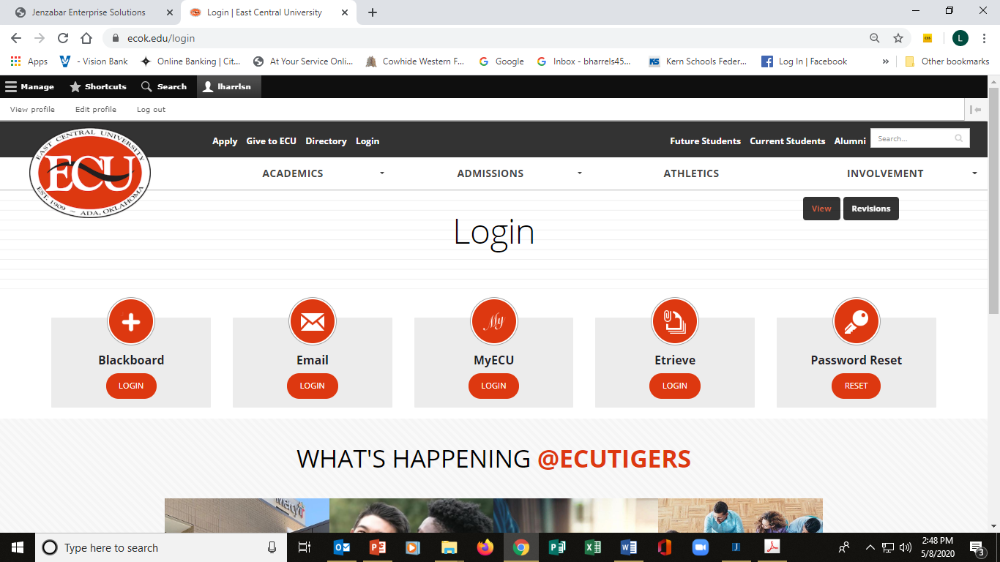 Jenzabar Enterprise Solutions
Login | East Central University
ecok.edu/login
css
L
Apps
- Vision Bank
Online Banking | Cit...
At Your Service Onli...
Cowhide Western F...
Google
Inbox - bharrels45...
Kern Schools Feder...
Log In | Facebook
»
Other bookmarks
Manage
Shortcuts
Search
lharrlsn
View profile
Edit profile
Log out
Apply
Give to ECU
Directory
Login
Future Students
Current Students
Alumni
Search...
EAST CENTRAL UNIVERSITY
ECU
EST. 1909 ~ ADA, OKLAHOMA
ACADEMICS
ADMISSIONS
ATHLETICS
INVOLVEMENT
View
Revisions
Login
My
Blackboard
Email
MyECU
Etrieve
Password Reset
LOGIN
LOGIN
LOGIN
LOGIN
RESET
WHAT'S HAPPENING @ECUTIGERS
Mercy
Type here to search
2:48 PM
5/8/2020
3